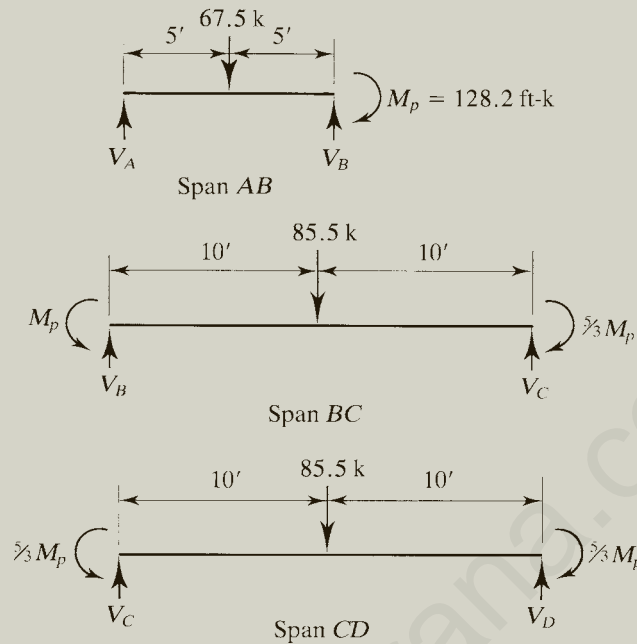 67.5 k
5′ 5′
M_p = 128.2 ft-k
V_A V_B
Span AB
85.5 k
10′ 10′
M_p ⁵⁄₃ M_p
V_B V_C
Span BC
85.5 k
10′ 10′
⁵⁄₃ M_p ⁵⁄₃ M_p
V_C V_D
Span CD